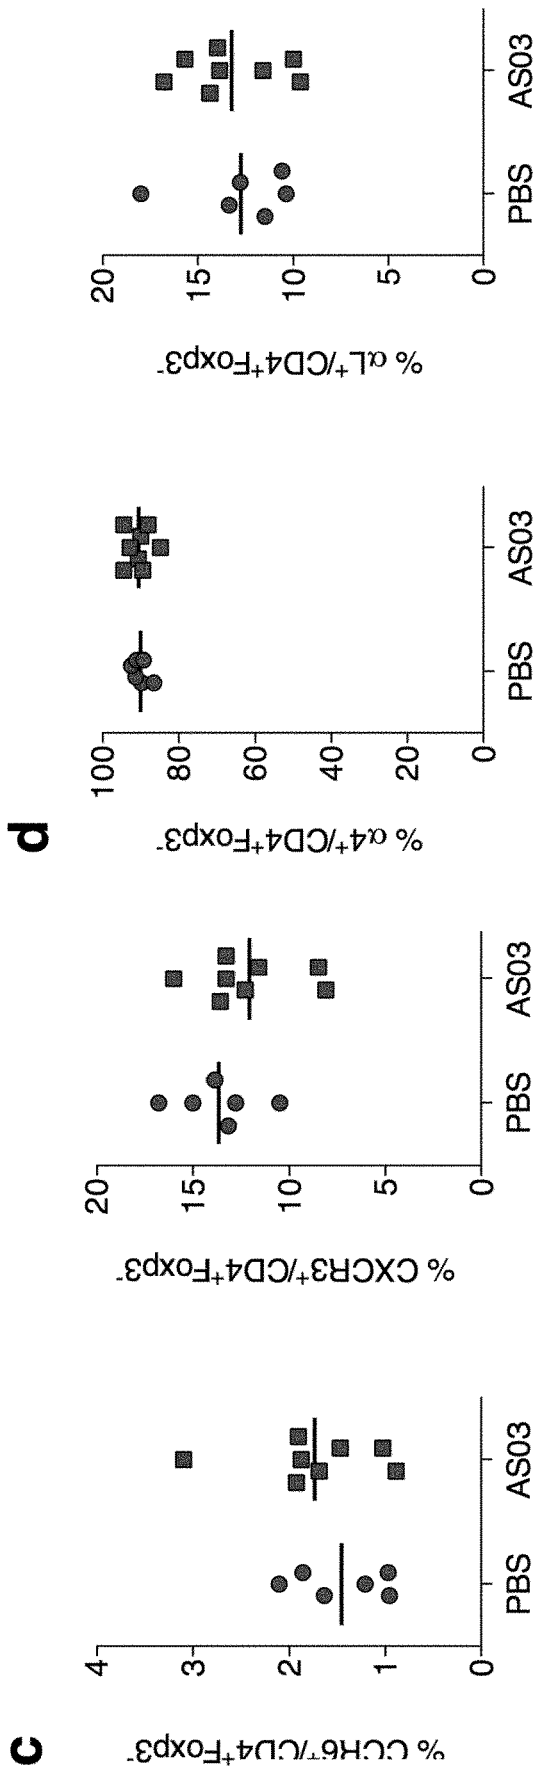 c
% CCR6⁺/CD4⁺Foxp3⁻
4
3
2
1
0
PBS
AS03
% CXCR3⁺/CD4⁺Foxp3⁻
20
15
10
5
0
PBS
AS03
d
% α4⁺/CD4⁺Foxp3⁻
100
80
60
40
20
0
PBS
AS03
% αL⁺/CD4⁺Foxp3⁻
20
15
10
5
0
PBS
AS03